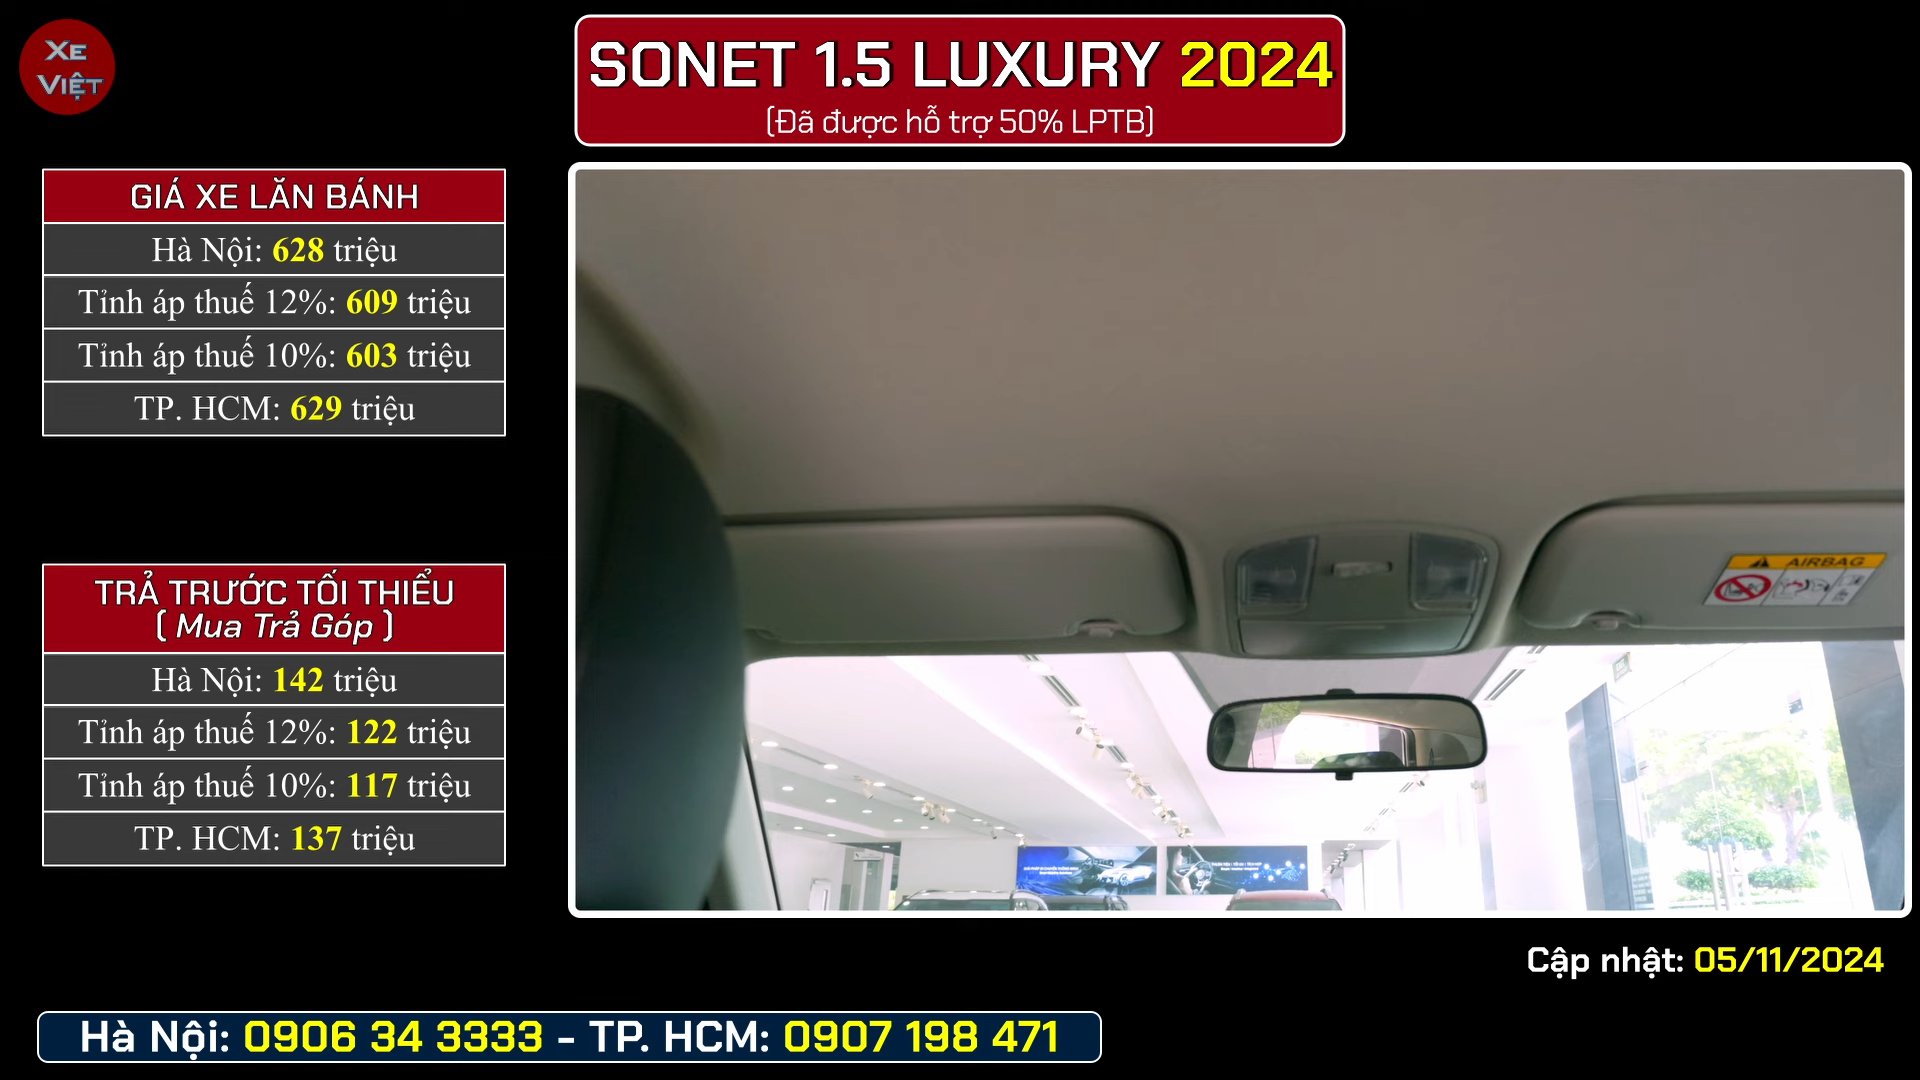 XE
VIỆT
SONET 1.5 LUXURY 2024
(Đã được hỗ trợ 50% LPTB)
GIÁ XE LĂN BÁNH
Hà Nội: 628 triệu
Tỉnh áp thuế 12%: 609 triệu
Tỉnh áp thuế 10%: 603 triệu
TP. HCM: 629 triệu
TRẢ TRƯỚC TỐI THIỂU
( Mua Trả Góp )
Hà Nội: 142 triệu
Tỉnh áp thuế 12%: 122 triệu
Tỉnh áp thuế 10%: 117 triệu
TP. HCM: 137 triệu
AIRBAG
Cập nhật: 05/11/2024
Hà Nội: 0906 34 3333 - TP. HCM: 0907 198 471